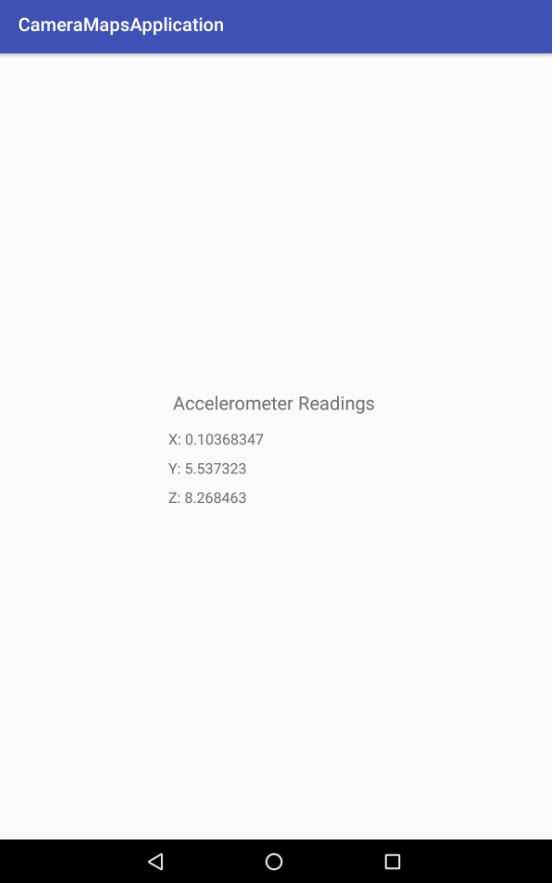 CameraMapsApplication
Accelerometer Readings
X: 0.10368347
Y: 5.537323
Z: 8.268463